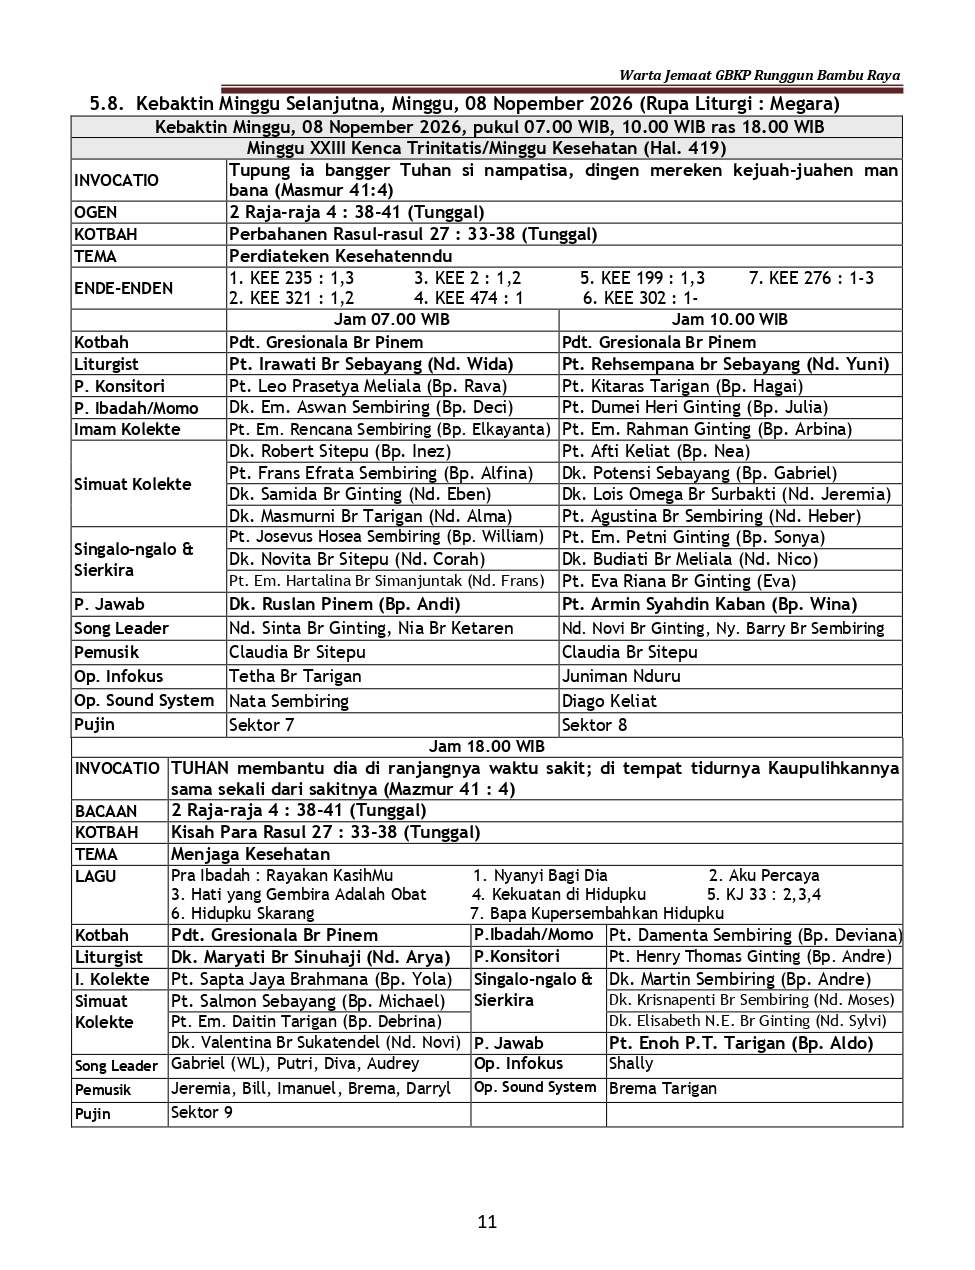 Warta Jemaat GBKP Runggun Bambu Raya
5.8. Kebaktin Minggu Selanjutna, Minggu, 08 Nopember 2026 (Rupa Liturgi : Megara)
Kebaktin Minggu, 08 Nopember 2026, pukul 07.00 WIB, 10.00 WIB ras 18.00 WIB
Minggu XXIII Kenca Trinitatis/Minggu Kesehatan (Hal. 419)
INVOCATIO Tupung ia bangger Tuhan si nampatisa, dingen mereken kejuah-juahen man
bana (Masmur 41:4)
OGEN 2 Raja-raja 4 : 38-41 (Tunggal)
KOTBAH Perbahanen Rasul-rasul 27 : 33-38 (Tunggal)
TEMA Perdiateken Kesehatenndu
ENDE-ENDEN 1. KEE 235 : 1,3 3. KEE 2 : 1,2 5. KEE 199 : 1,3 7. KEE 276 : 1-3
2. KEE 321 : 1,2 4. KEE 474 : 1 6. KEE 302 : 1-
Jam 07.00 WIB Jam 10.00 WIB
Kotbah Pdt. Gresionala Br Pinem Pdt. Gresionala Br Pinem
Liturgist Pt. Irawati Br Sebayang (Nd. Wida) Pt. Rehsempana br Sebayang (Nd. Yuni)
P. Konsitori Pt. Leo Prasetya Meliala (Bp. Rava) Pt. Kitaras Tarigan (Bp. Hagai)
P. Ibadah/Momo Dk. Em. Aswan Sembiring (Bp. Deci) Pt. Dumei Heri Ginting (Bp. Julia)
Imam Kolekte Pt. Em. Rencana Sembiring (Bp. Elkayanta) Pt. Em. Rahman Ginting (Bp. Arbina)
Simuat Kolekte Dk. Robert Sitepu (Bp. Inez) Pt. Afti Keliat (Bp. Nea)
Pt. Frans Efrata Sembiring (Bp. Alfina) Dk. Potensi Sebayang (Bp. Gabriel)
Dk. Samida Br Ginting (Nd. Eben) Dk. Lois Omega Br Surbakti (Nd. Jeremia)
Dk. Masmurni Br Tarigan (Nd. Alma) Pt. Agustina Br Sembiring (Nd. Heber)
Singalo-ngalo & Sierkira Pt. Josevus Hosea Sembiring (Bp. William) Pt. Em. Petni Ginting (Bp. Sonya)
Dk. Novita Br Sitepu (Nd. Corah) Dk. Budiati Br Meliala (Nd. Nico)
Pt. Em. Hartalina Br Simanjuntak (Nd. Frans) Pt. Eva Riana Br Ginting (Eva)
P. Jawab Dk. Ruslan Pinem (Bp. Andi) Pt. Armin Syahdin Kaban (Bp. Wina)
Song Leader Nd. Sinta Br Ginting, Nia Br Ketaren Nd. Novi Br Ginting, Ny. Barry Br Sembiring
Pemusik Claudia Br Sitepu Claudia Br Sitepu
Op. Infokus Tetha Br Tarigan Juniman Nduru
Op. Sound System Nata Sembiring Diago Keliat
Pujin Sektor 7 Sektor 8
Jam 18.00 WIB
INVOCATIO TUHAN membantu dia di ranjangnya waktu sakit; di tempat tidurnya Kaupulihkannya
sama sekali dari sakitnya (Mazmur 41 : 4)
BACAAN 2 Raja-raja 4 : 38-41 (Tunggal)
KOTBAH Kisah Para Rasul 27 : 33-38 (Tunggal)
TEMA Menjaga Kesehatan
LAGU Pra Ibadah : Rayakan KasihMu 1. Nyanyi Bagi Dia 2. Aku Percaya
3. Hati yang Gembira Adalah Obat 4. Kekuatan di Hidupku 5. KJ 33 : 2,3,4
6. Hidupku Skarang 7. Bapa Kupersembahkan Hidupku
Kotbah Pdt. Gresionala Br Pinem P.Ibadah/Momo Pt. Damenta Sembiring (Bp. Deviana)
Liturgist Dk. Maryati Br Sinuhaji (Nd. Arya) P.Konsitori Pt. Henry Thomas Ginting (Bp. Andre)
I. Kolekte Pt. Sapta Jaya Brahmana (Bp. Yola) Singalo-ngalo & Dk. Martin Sembiring (Bp. Andre)
Simuat Pt. Salmon Sebayang (Bp. Michael) Sierkira Dk. Krisnapenti Br Sembiring (Nd. Moses)
Kolekte Pt. Em. Daitin Tarigan (Bp. Debrina) Dk. Elisabeth N.E. Br Ginting (Nd. Sylvi)
Dk. Valentina Br Sukatendel (Nd. Novi) P. Jawab Pt. Enoh P.T. Tarigan (Bp. Aldo)
Song Leader Gabriel (WL), Putri, Diva, Audrey Op. Infokus Shally
Pemusik Jeremia, Bill, Imanuel, Brema, Darryl Op. Sound System Brema Tarigan
Pujin Sektor 9
11